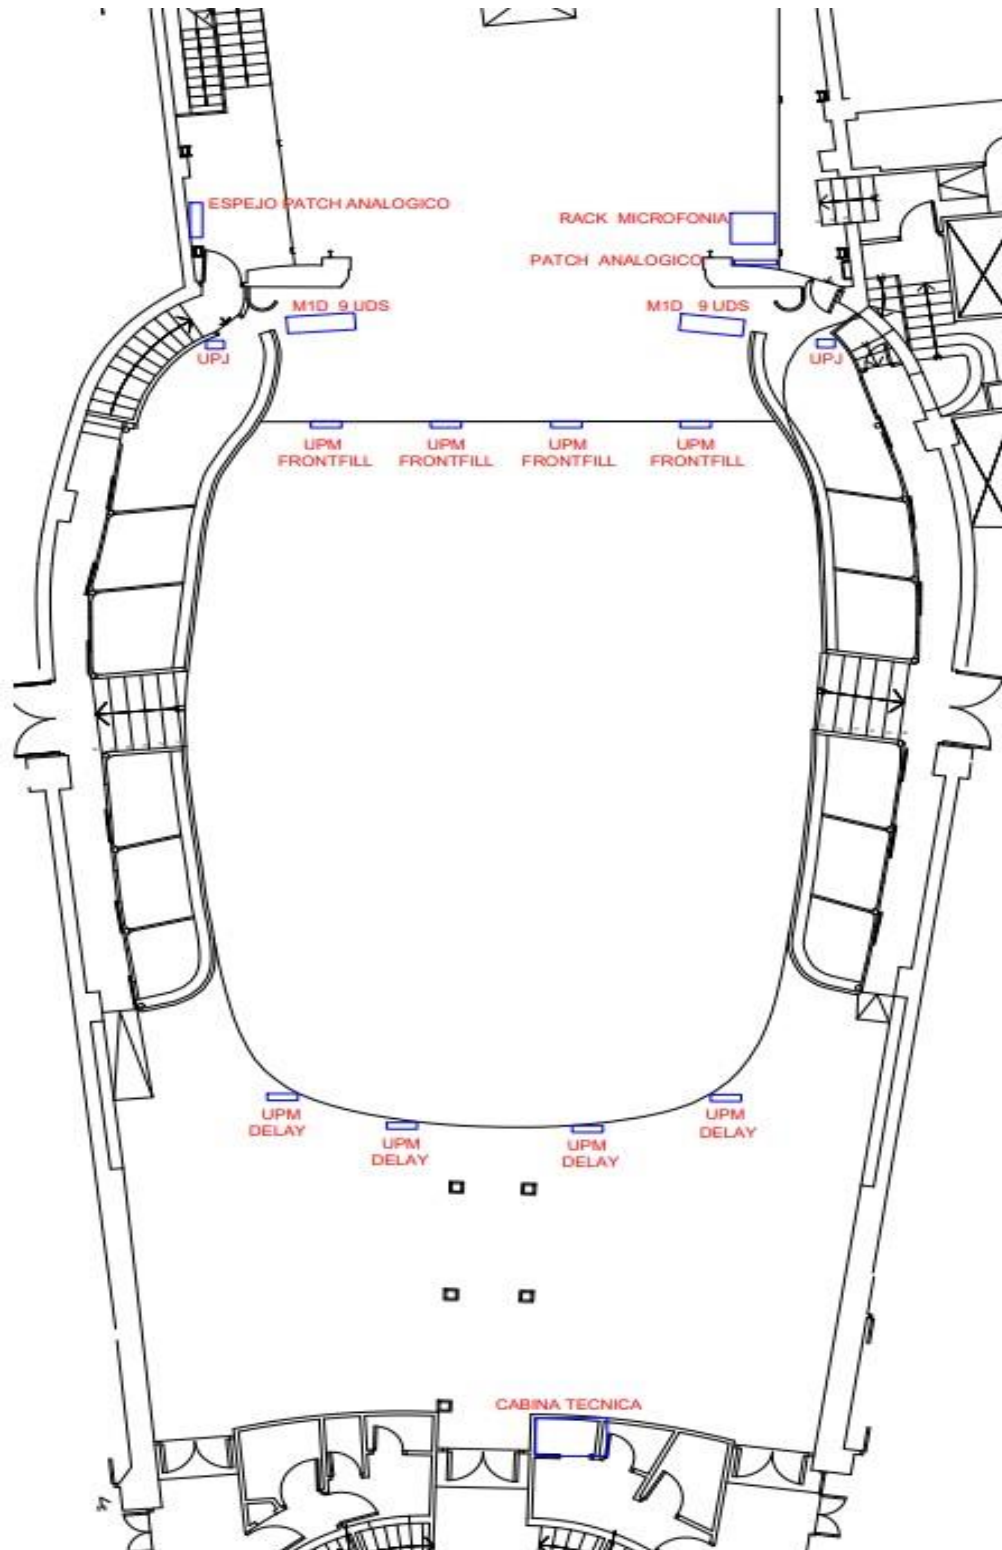 ESPEJO PATCH ANALOGICO
RACK MICROFONIA
PATCH ANALOGICO
M1D 9 UDS
M1D 9 UDS
UPJ
UPJ
UPM
FRONTFILL
UPM
FRONTFILL
UPM
FRONTFILL
UPM
FRONTFILL
UPM
DELAY
UPM
DELAY
UPM
DELAY
UPM
DELAY
CABINA TECNICA